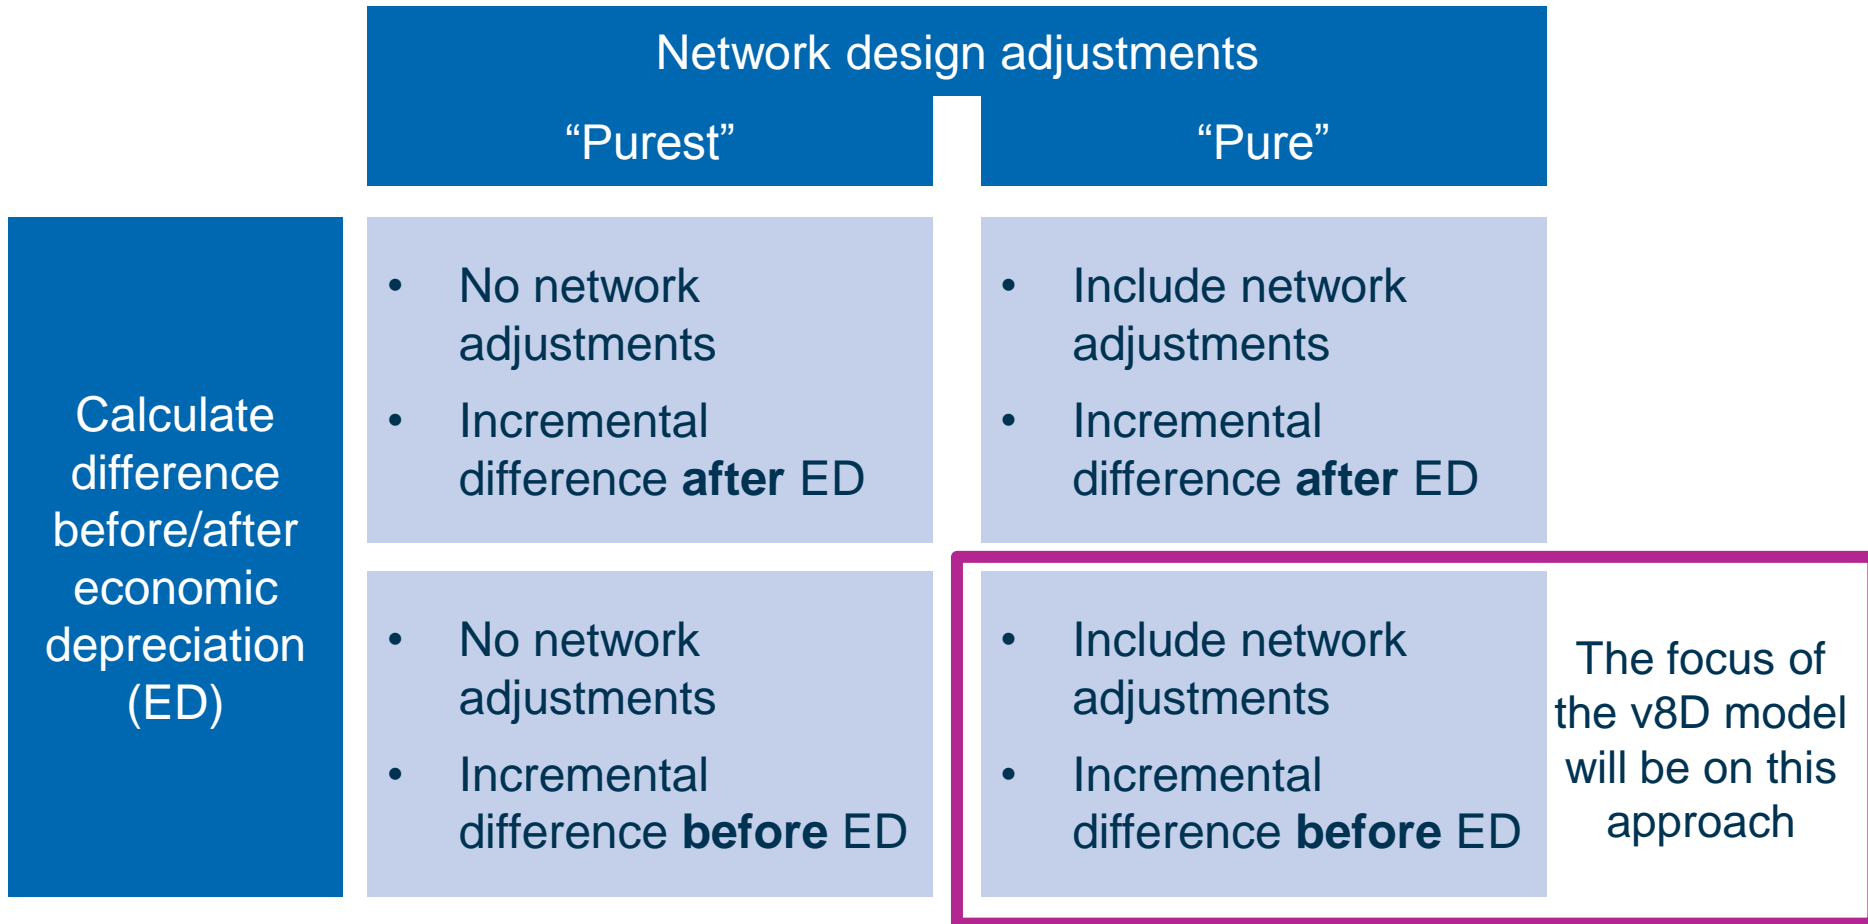 Network design adjustments
“Purest”
“Pure”
Calculate
difference
before/after
economic
depreciation
(ED)
• No network
adjustments
• Incremental
difference after ED
• Include network
adjustments
• Incremental
difference after ED
• No network
adjustments
• Incremental
difference before ED
• Include network
adjustments
• Incremental
difference before ED
The focus of
the v8D model
will be on this
approach